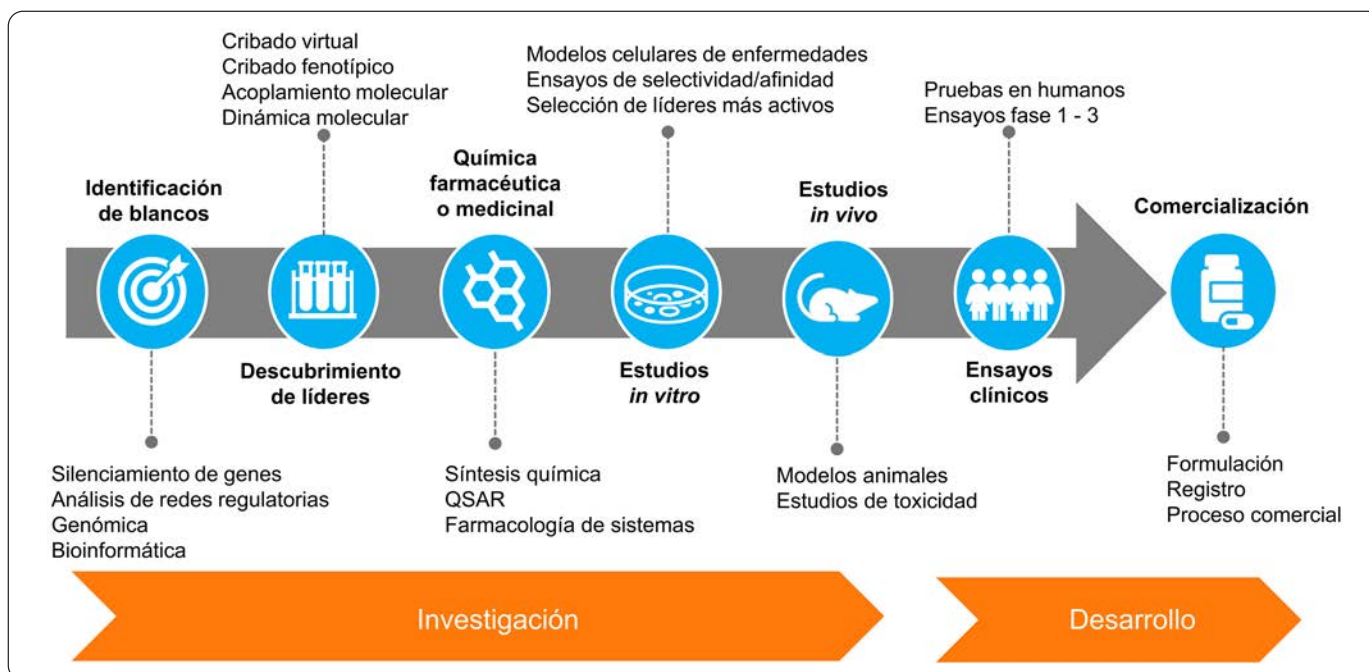 Cribado virtual
Cribado fenotípico
Acoplamiento molecular
Dinámica molecular
Modelos celulares de enfermedades
Ensayos de selectividad/afinidad
Selección de líderes más activos
Pruebas en humanos
Ensayos fase 1 - 3
Identificación
de blancos
Química
farmacéutica
o medicinal
Estudios
in vivo
Comercialización
Descubrimiento
de líderes
Estudios
in vitro
Ensayos
clínicos
Silenciamiento de genes
Análisis de redes regulatorias
Genómica
Bioinformática
Síntesis química
QSAR
Farmacología de sistemas
Modelos animales
Estudios de toxicidad
Formulación
Registro
Proceso comercial
Investigación
Desarrollo